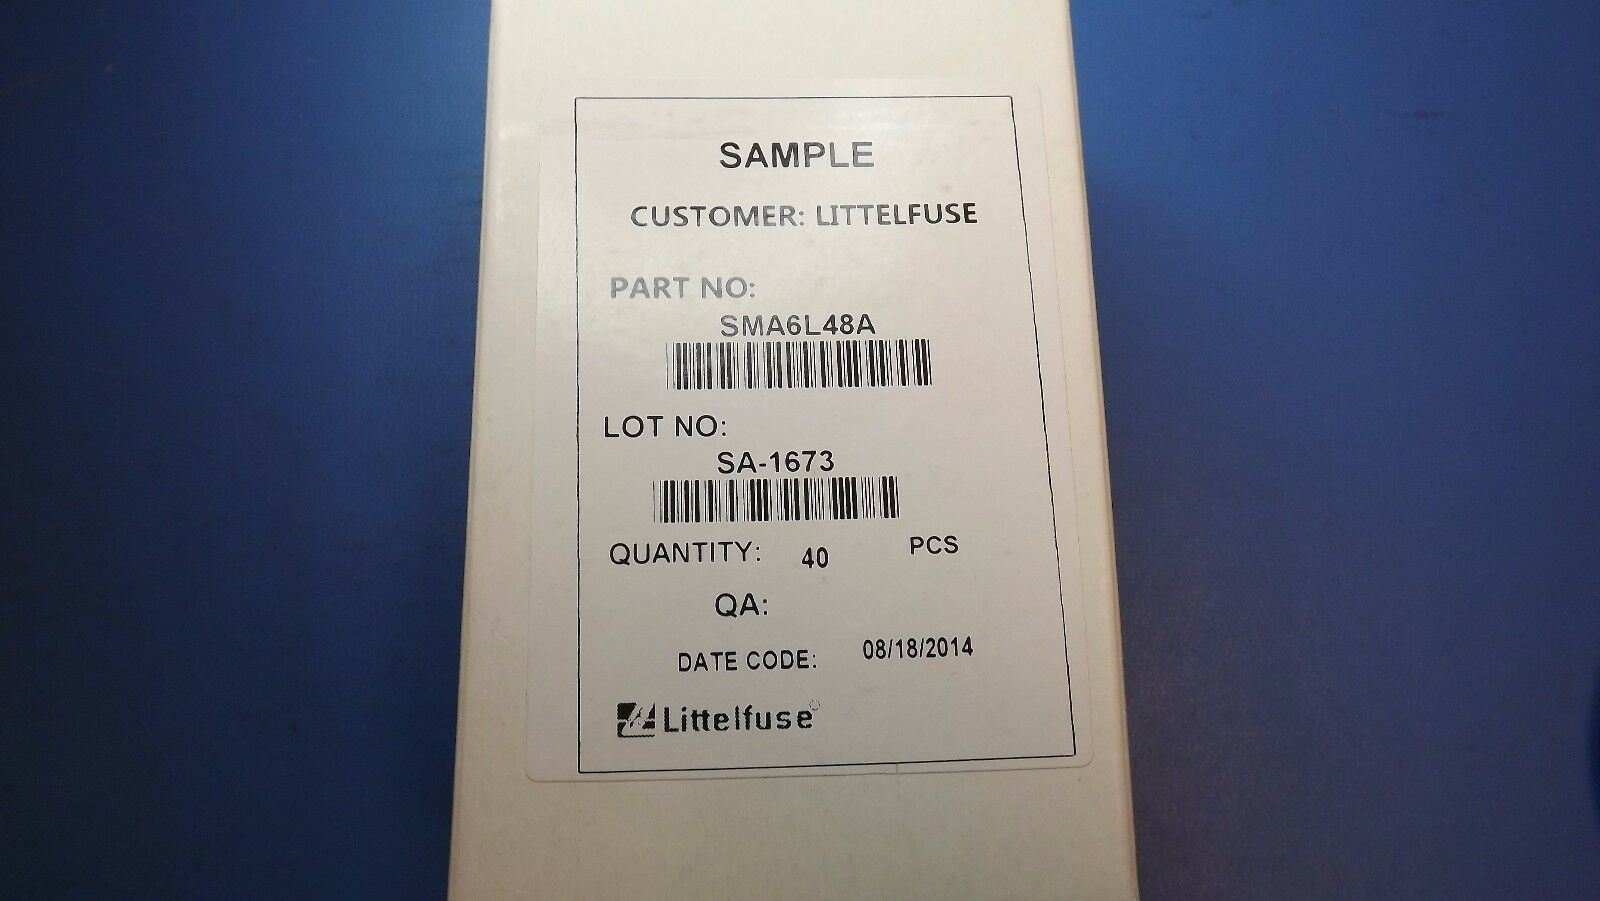 SAMPLE
CUSTOMER: LITTELFUSE
PART NO:
SMA6L48A
LOT NO:
SA-1673
QUANTITY: 40 PCS
QA:
DATE CODE: 08/18/2014
Littelfuse